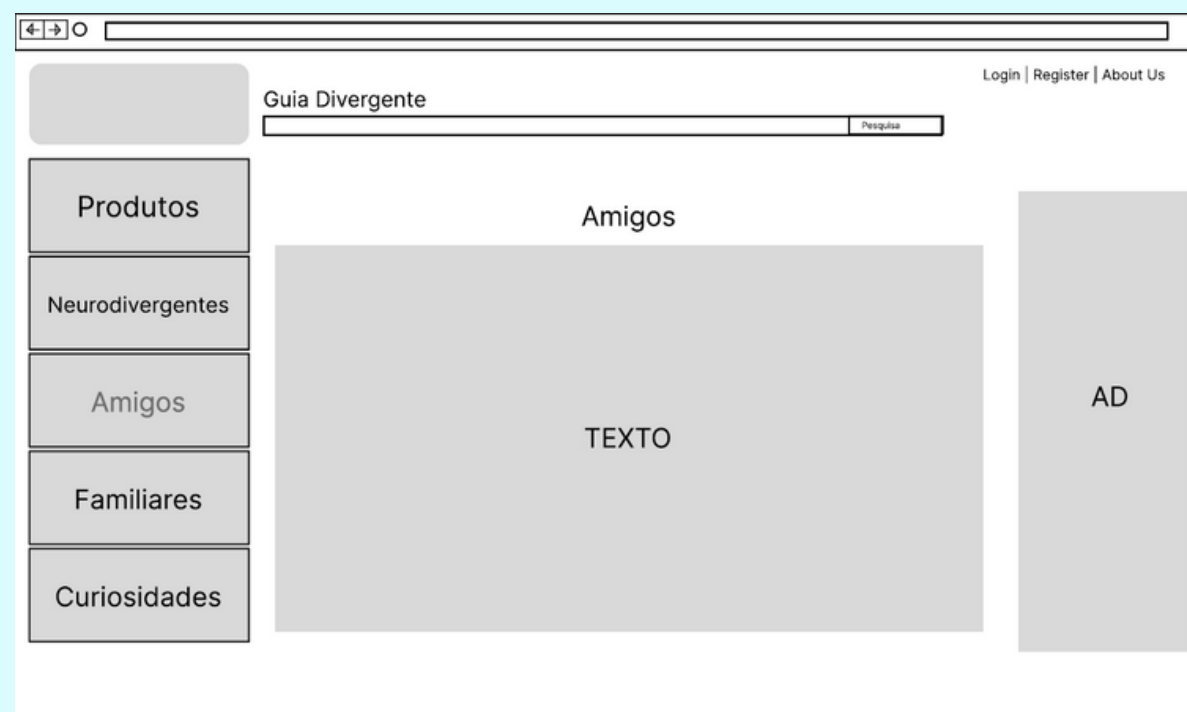 Login | Register | About Us
Guia Divergente
Pesquisa
Produtos
Neurodivergentes
Amigos
Familiares
Curiosidades
Amigos
TEXTO
AD